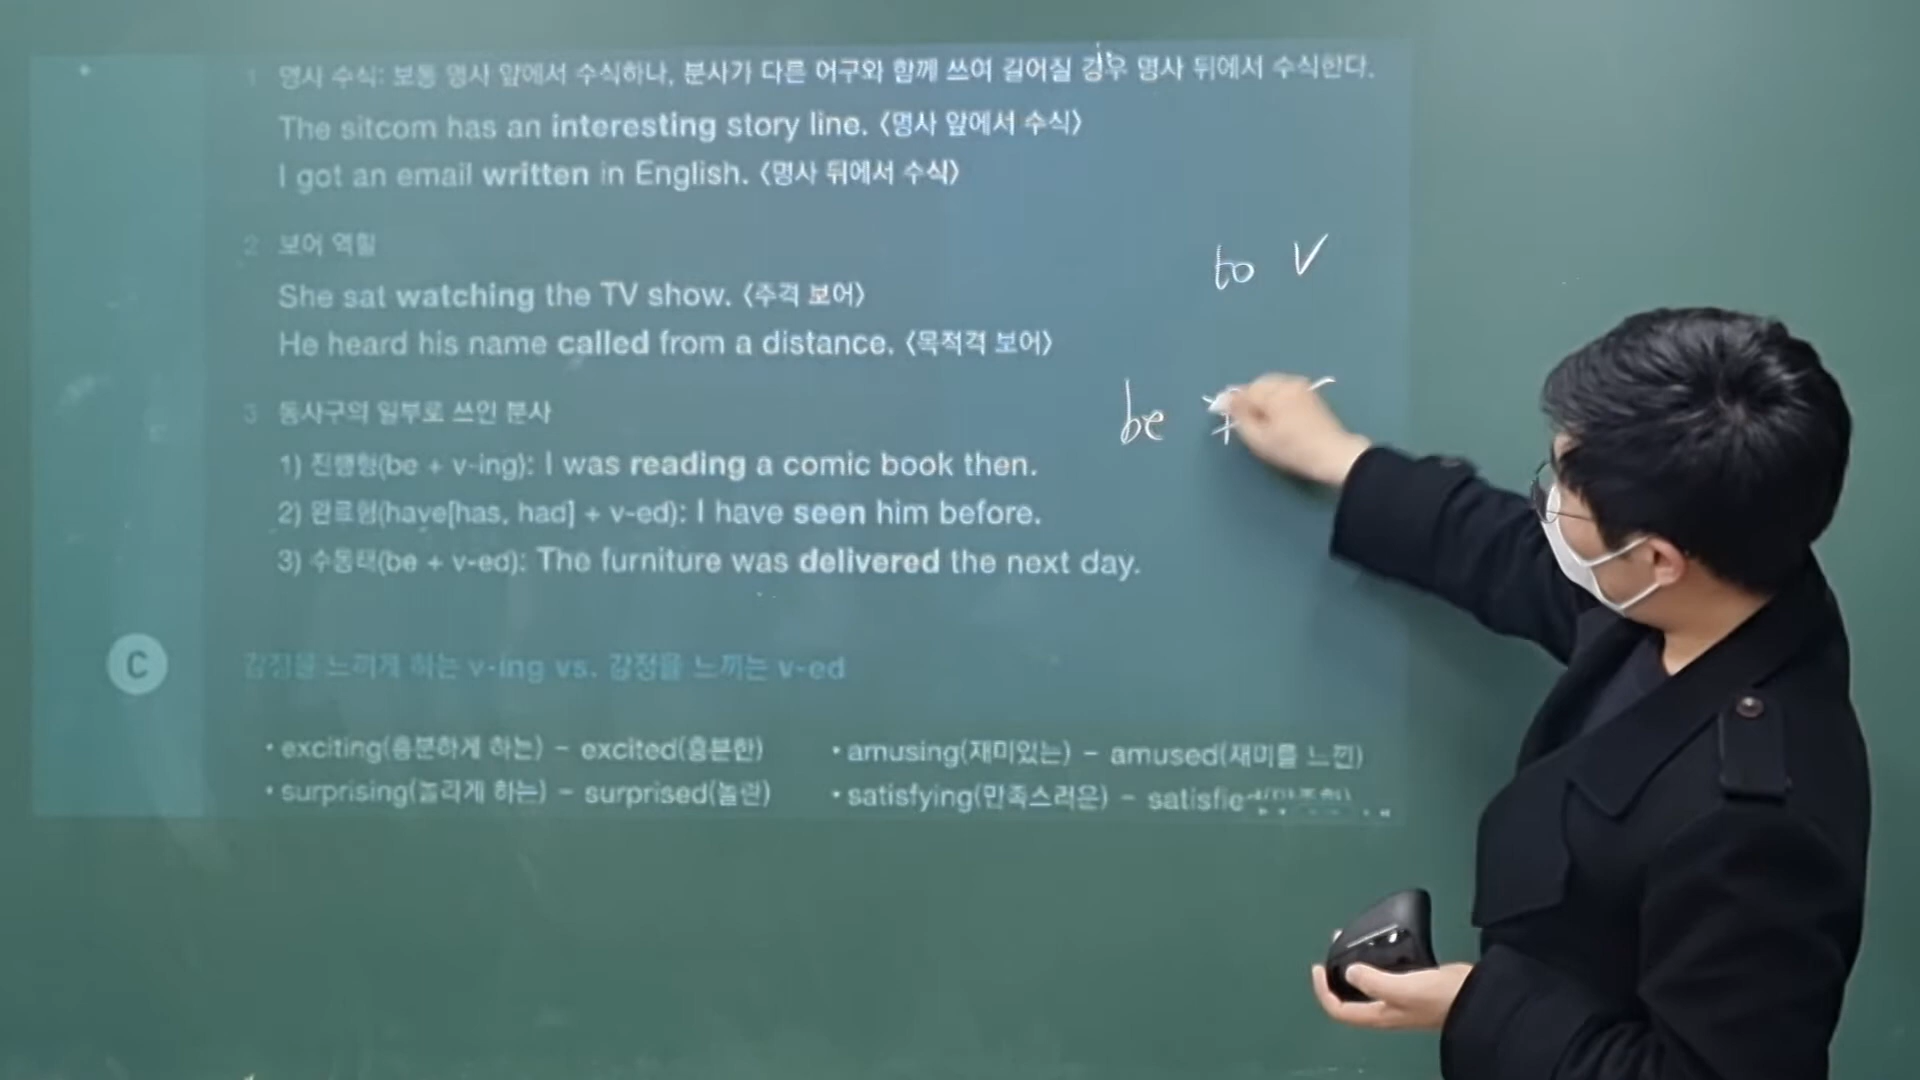 1 명사 수식: 보통 명사 앞에서 수식하나, 분사가 다른 어구와 함께 쓰여 길어질 경우 명사 뒤에서 수식한다.
The sitcom has an interesting story line. 〈명사 앞에서 수식〉
I got an email written in English. 〈명사 뒤에서 수식〉
2 보어 역할
She sat watching the TV show. 〈주격 보어〉
He heard his name called from a distance. 〈목적격 보어〉
3 동사구의 일부로 쓰인 분사
1) 진행형(be + v-ing): I was reading a comic book then.
2) 완료형(have[has, had] + v-ed): I have seen him before.
3) 수동태(be + v-ed): The furniture was delivered the next day.
to V
be
C 감정을 느끼게 하는 v-ing vs. 감정을 느끼는 v-ed
• exciting(흥분하게 하는) – excited(흥분한) • amusing(재미있는) – amused(재미를 느낀)
• surprising(놀라게 하는) – surprised(놀란) • satisfying(만족스러운) –